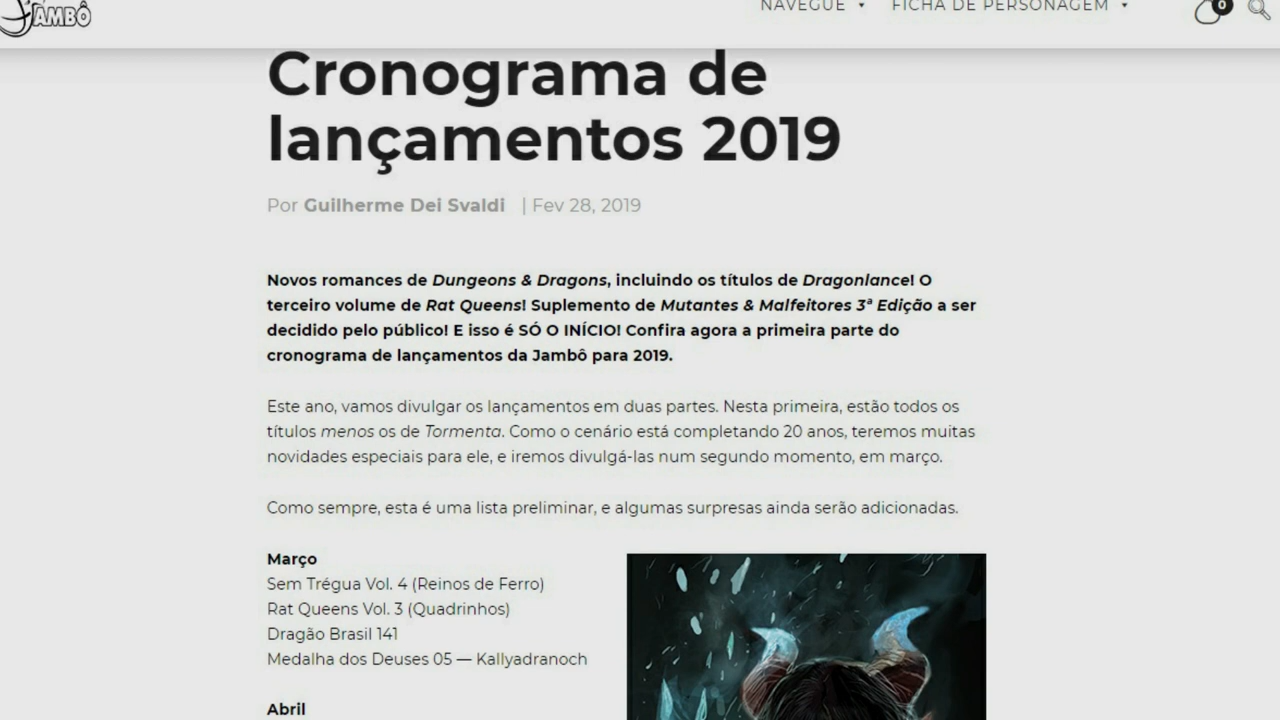 JAMBÔ
NAVEGUE
FICHA DE PERSONAGEM
0
Cronograma de
lançamentos 2019
Por Guilherme Dei Svaldi | Fev 28, 2019
Novos romances de Dungeons & Dragons, incluindo os títulos de Dragonlance! O
terceiro volume de Rat Queens! Suplemento de Mutantes & Malfeitores 3ª Edição a ser
decidido pelo público! E isso é SÓ O INÍCIO! Confira agora a primeira parte do
cronograma de lançamentos da Jambô para 2019.
Este ano, vamos divulgar os lançamentos em duas partes. Nesta primeira, estão todos os
títulos menos os de Tormenta. Como o cenário está completando 20 anos, teremos muitas
novidades especiais para ele, e iremos divulgá-las num segundo momento, em março.
Como sempre, esta é uma lista preliminar, e algumas surpresas ainda serão adicionadas.
Março
Sem Trégua Vol. 4 (Reinos de Ferro)
Rat Queens Vol. 3 (Quadrinhos)
Dragão Brasil 141
Medalha dos Deuses 05 — Kallyadranoch
Abril